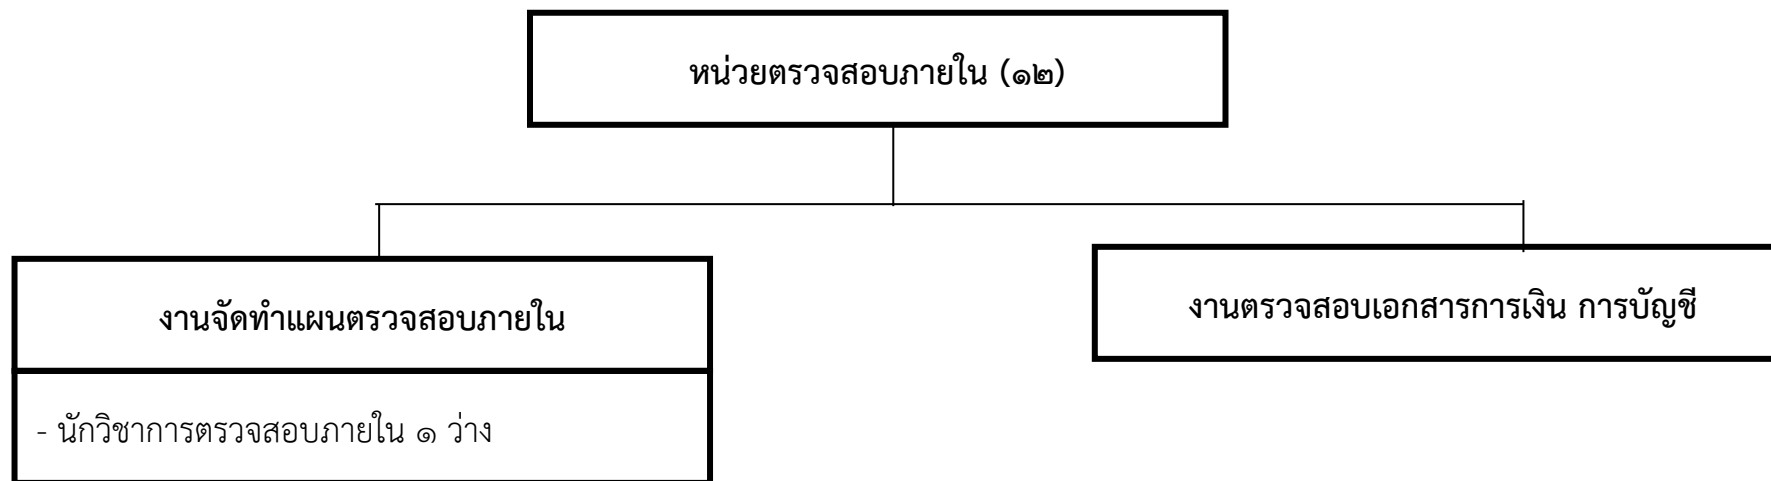 หน่วยตรวจสอบภายใน (๑๒)
งานจัดทำแผนตรวจสอบภายใน
งานตรวจสอบเอกสารการเงิน การบัญชี
- นักวิชาการตรวจสอบภายใน ๑ ว่าง